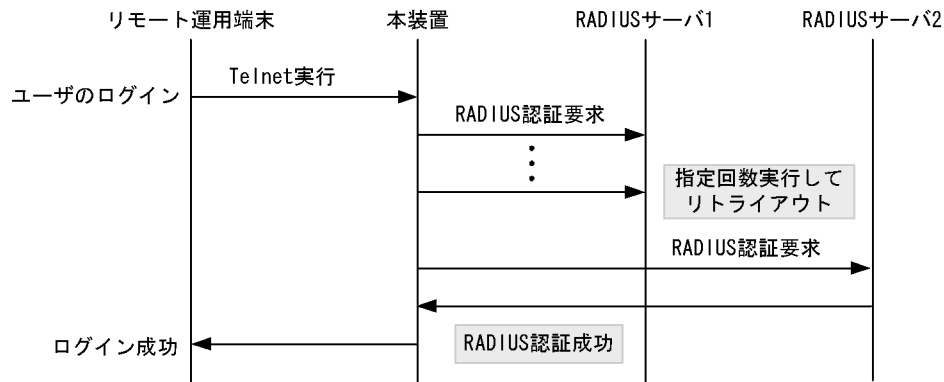 リモート運用端末 本装置 RADIUSサーバ1 RADIUSサーバ2
Telnet実行
ユーザのログイン
RADIUS認証要求
指定回数実行して
リトライアウト
RADIUS認証要求
RADIUS認証成功
ログイン成功